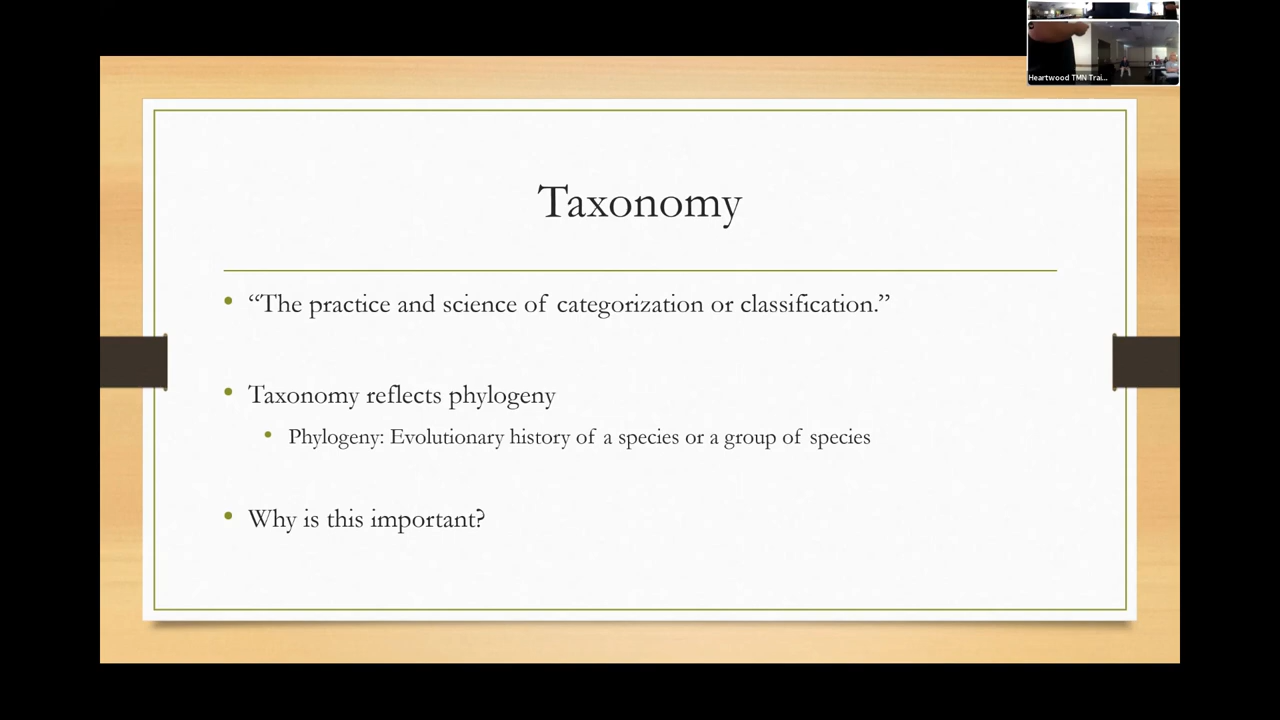 Heartwood TMN Trai...
Taxonomy
“The practice and science of categorization or classification.”
Taxonomy reflects phylogeny
Phylogeny: Evolutionary history of a species or a group of species
Why is this important?